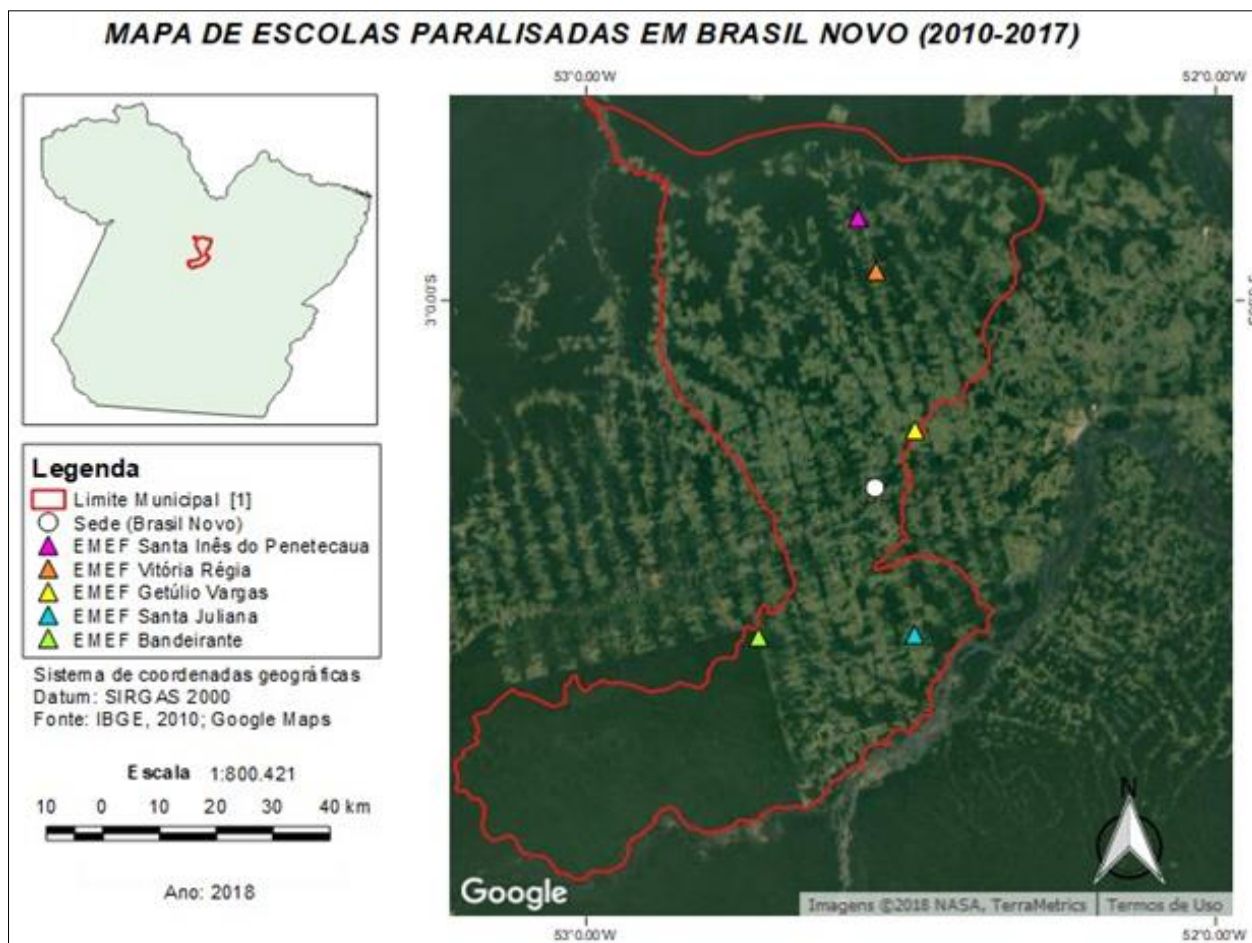 MAPA DE ESCOLAS PARALISADAS EM BRASIL NOVO (2010-2017)
53°0.00'W
52°0.00'W
3°0.00'S
Legenda
Limite Municipal [1]
Sede (Brasil Novo)
EMEF Santa Inês do Penetecaua
EMEF Vitória Régia
EMEF Getúlio Vargas
EMEF Santa Juliana
EMEF Bandeirante
Sistema de coordenadas geográficas
Datum: SIRGAS 2000
Fonte: IBGE, 2010; Google Maps
Escala 1:800.421
10 0 10 20 30 40 km
Ano: 2018
N
Google
Imagens ©2018 NASA, TerraMetrics Termos de Uso
53°0.00'W
52°0.00'W